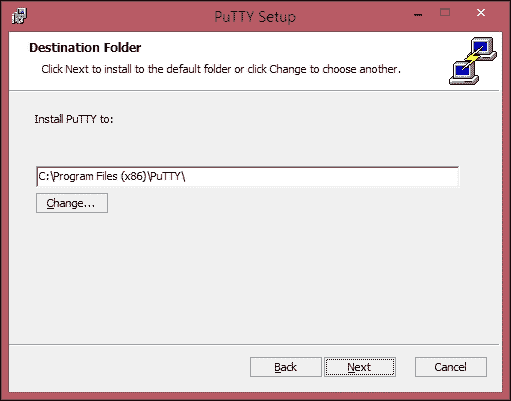 PuTTY Setup
Destination Folder
Click Next to install to the default folder or click Change to choose another.
Install PuTTY to:
C:\Program Files (x86)\PuTTY\
Change...
Back
Next
Cancel